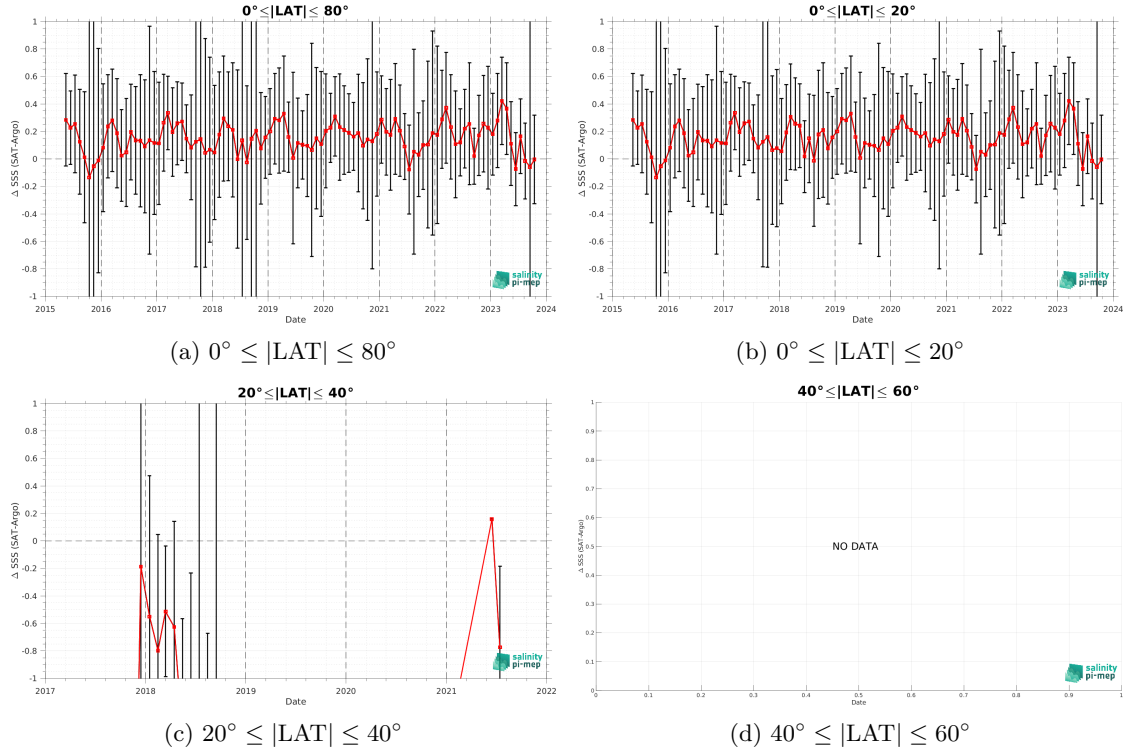 0°≤|LAT|≤ 80°
Δ SSS (SAT-Argo)
1
0.8
0.6
0.4
0.2
0
-0.2
-0.4
-0.6
-0.8
-1
2015 2016 2017 2018 2019 2020 2021 2022 2023 2024
Date
salinity
pi-mep
(a) 0° ≤ |LAT| ≤ 80°
0°≤|LAT|≤ 20°
Δ SSS (SAT-Argo)
1
0.8
0.6
0.4
0.2
0
-0.2
-0.4
-0.6
-0.8
-1
2015 2016 2017 2018 2019 2020 2021 2022 2023 2024
Date
salinity
pi-mep
(b) 0° ≤ |LAT| ≤ 20°
20°≤|LAT|≤ 40°
Δ SSS (SAT-Argo)
1
0.8
0.6
0.4
0.2
0
-0.2
-0.4
-0.6
-0.8
-1
2017 2018 2019 2020 2021 2022
Date
salinity
pi-mep
(c) 20° ≤ |LAT| ≤ 40°
40°≤|LAT|≤ 60°
Δ SSS (SAT-Argo)
1
0.9
0.8
0.7
0.6
0.5
0.4
0.3
0.2
0.1
0
NO DATA
0 0.1 0.2 0.3 0.4 0.5 0.6 0.7 0.8 0.9 1
Date
salinity
pi-mep
(d) 40° ≤ |LAT| ≤ 60°